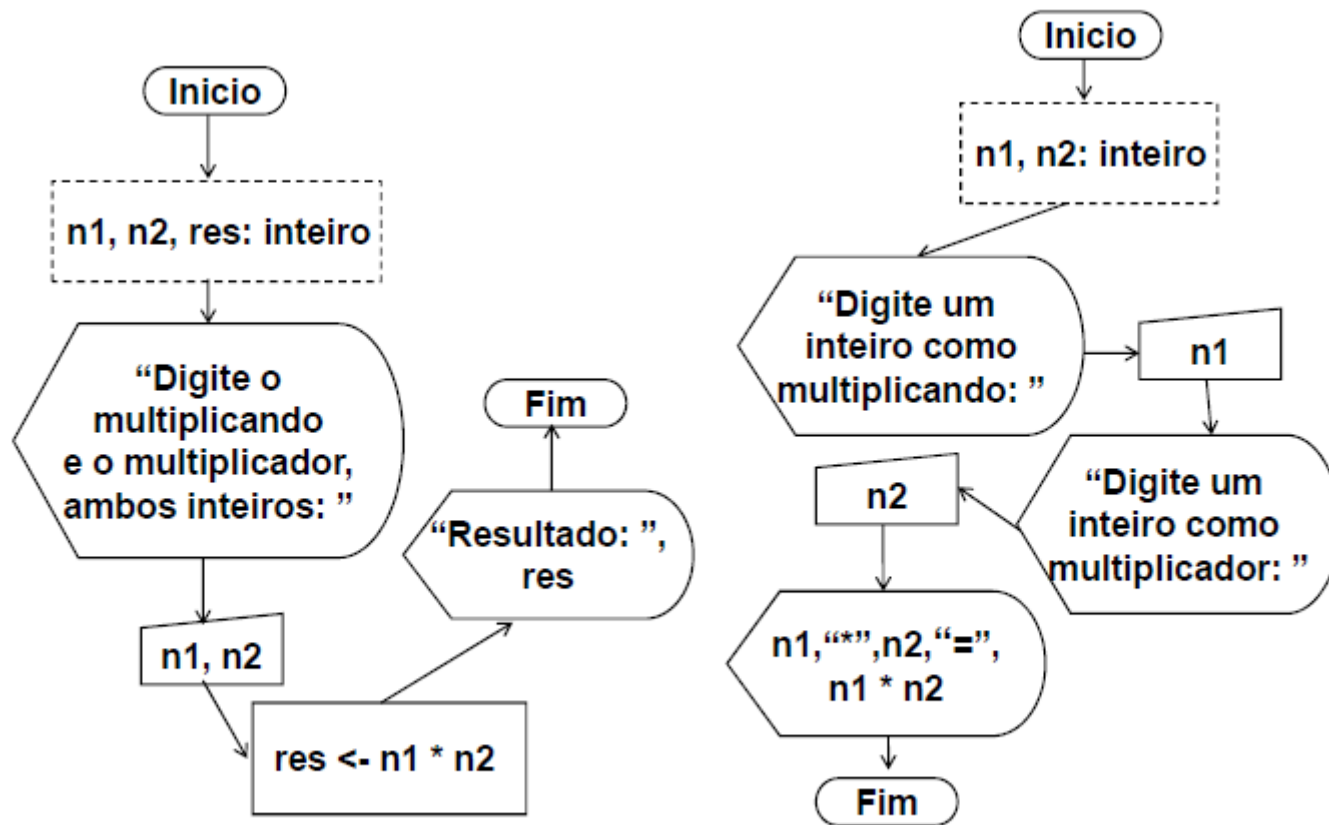 Inicio
n1, n2, res: inteiro
“Digite o
multiplicando
e o multiplicador,
ambos inteiros: ”
n1, n2
res <- n1 * n2
“Resultado: ”,
res
Fim
Inicio
n1, n2: inteiro
“Digite um
inteiro como
multiplicando: ”
n1
“Digite um
inteiro como
multiplicador: ”
n2
n1,“*”,n2,“=”,
n1 * n2
Fim